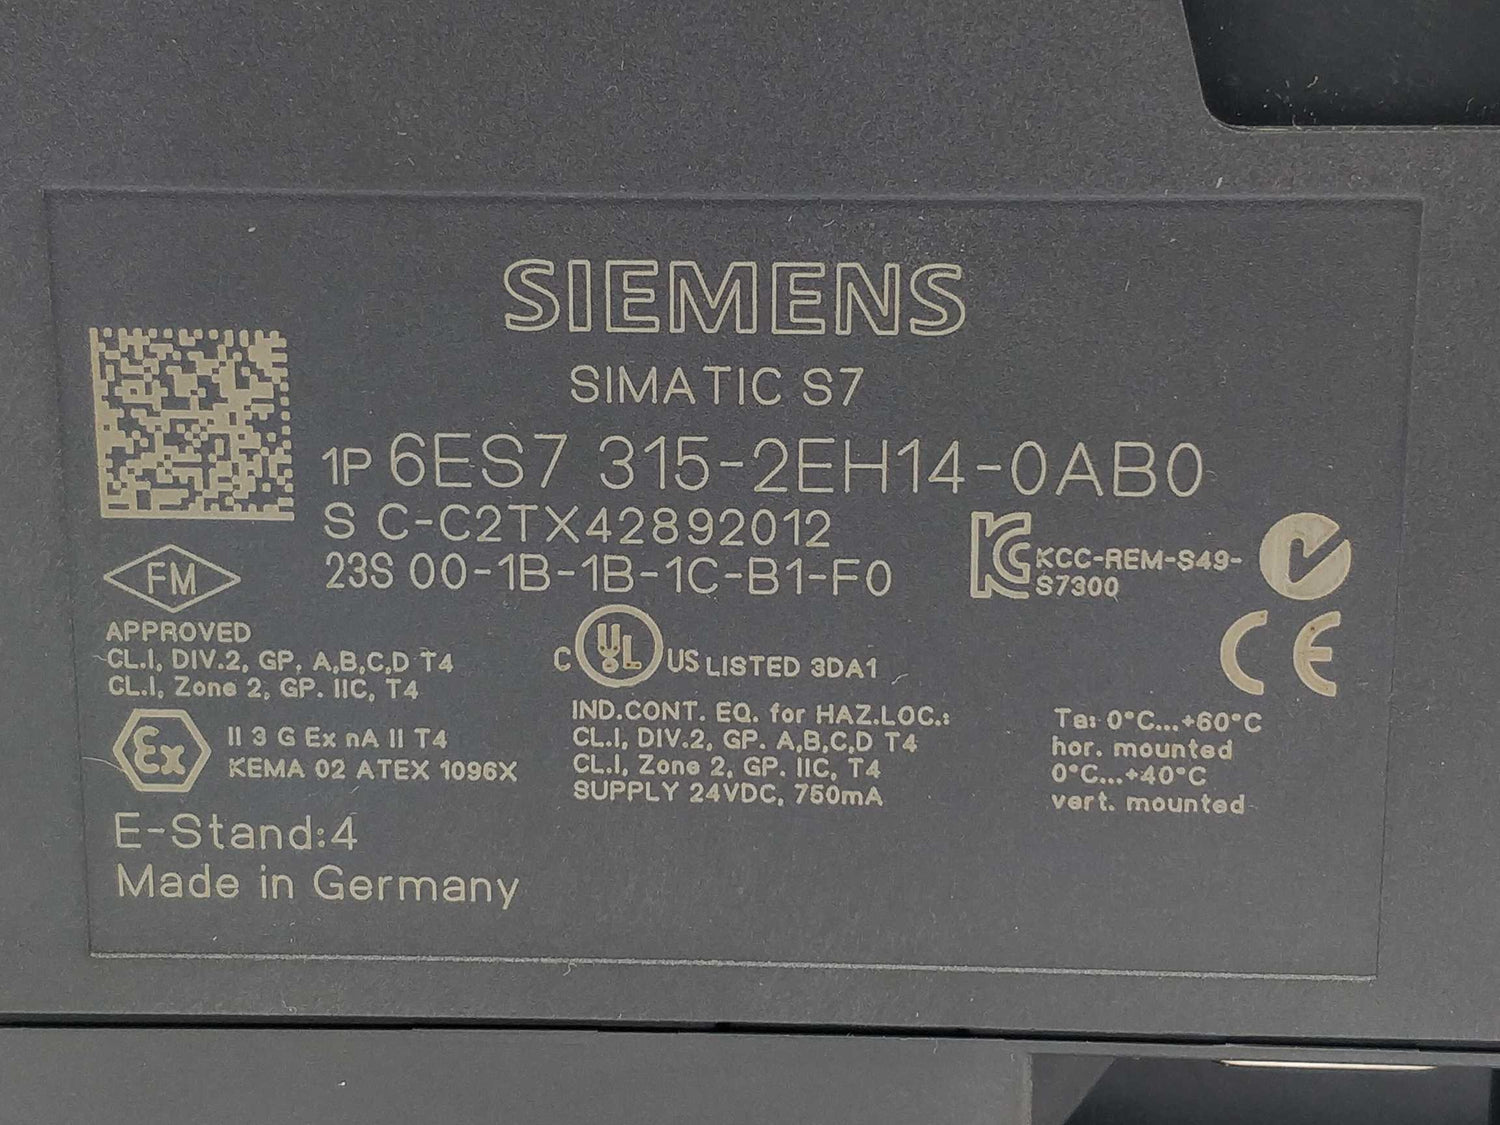 SIEMENS
SIMATIC S7
1P 6ES7 315-2EH14-0AB0
S C-C2TX42892012
23S 00-1B-1B-1C-B1-F0
KCC-REM-S49-
S7300
FM
APPROVED
CL.I, DIV.2, GP. A,B,C,D T4
CL.I, Zone 2, GP. IIC, T4
C UL US LISTED 3DA1
CE
IND.CONT. EQ. for HAZ.LOC.:
CL.I, DIV.2, GP. A,B,C,D T4
CL.I, Zone 2, GP. IIC, T4
SUPPLY 24VDC, 750mA
Ta: 0°C...+60°C
hor. mounted
0°C...+40°C
vert. mounted
Ex
II 3 G Ex nA II T4
KEMA 02 ATEX 1096X
E-Stand:4
Made in Germany